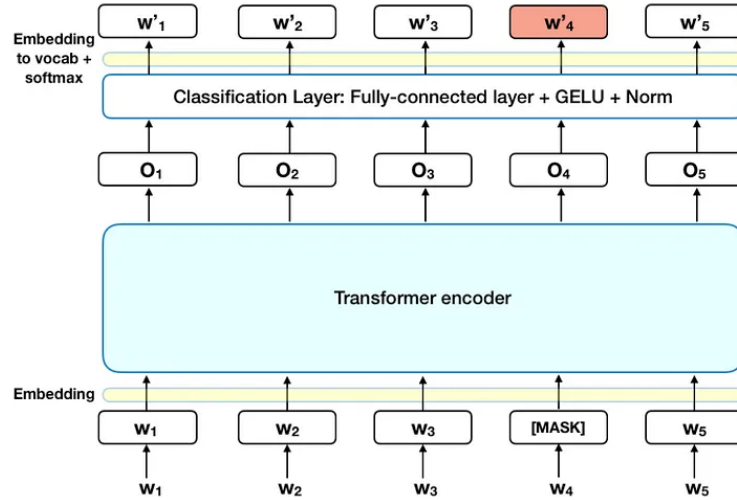 w’1 w’2 w’3 w’4 w’5
Embedding
to vocab +
softmax
Classification Layer: Fully-connected layer + GELU + Norm
O1 O2 O3 O4 O5
Transformer encoder
Embedding
W1 W2 W3 [MASK] W5
W1 W2 W3 W4 W5